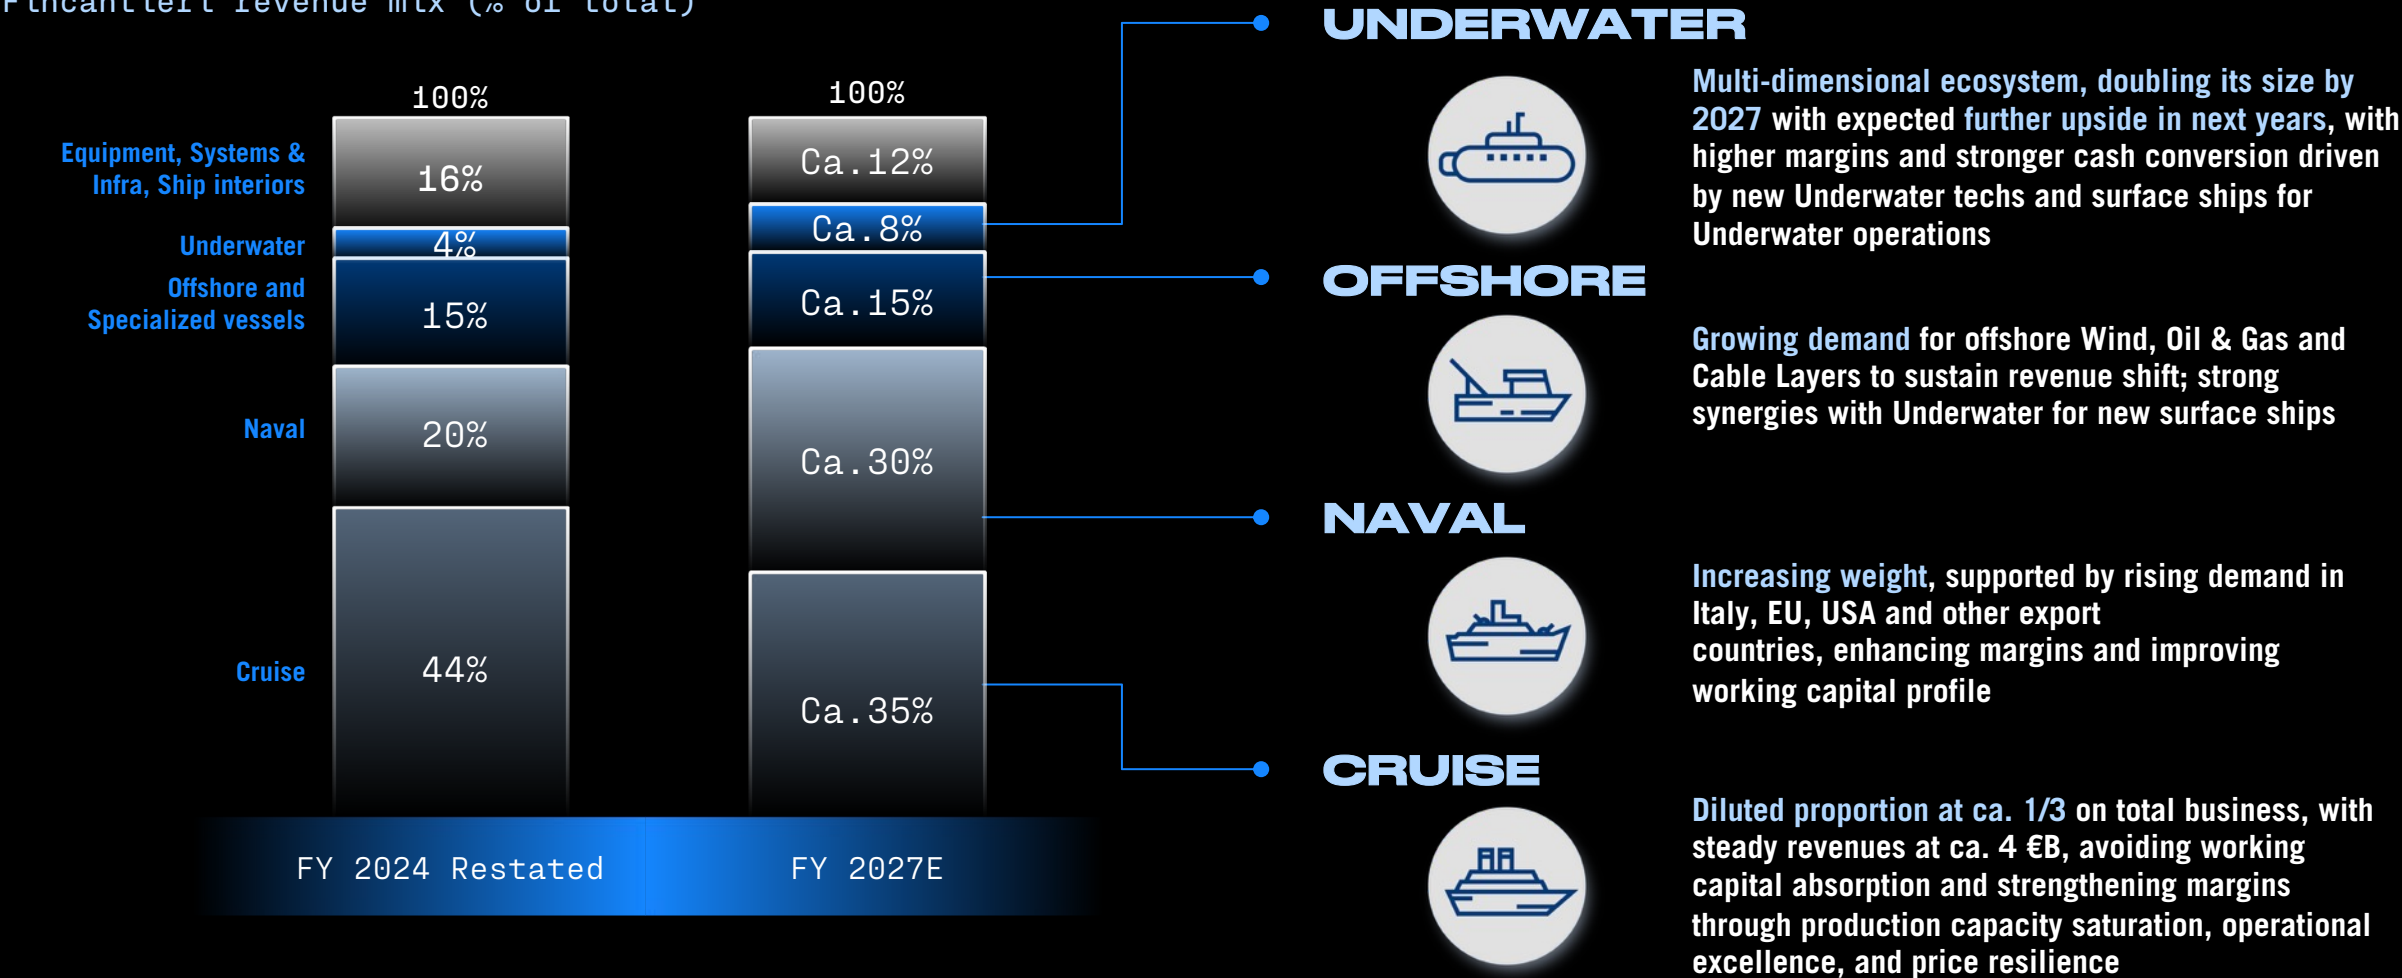 Fincantieri revenue mix (% of total)
100%
100%
Equipment, Systems &
Infra, Ship interiors
16%
Ca.12%
Underwater
4%
Ca.8%
Offshore and
Specialized vessels
15%
Ca.15%
Naval
20%
Ca.30%
Cruise
44%
Ca.35%
FY 2024 Restated
FY 2027E
UNDERWATER
Multi-dimensional ecosystem, doubling its size by
2027 with expected further upside in next years, with
higher margins and stronger cash conversion driven
by new Underwater techs and surface ships for
Underwater operations
OFFSHORE
Growing demand for offshore Wind, Oil & Gas and
Cable Layers to sustain revenue shift; strong
synergies with Underwater for new surface ships
NAVAL
Increasing weight, supported by rising demand in
Italy, EU, USA and other export
countries, enhancing margins and improving
working capital profile
CRUISE
Diluted proportion at ca. 1/3 on total business, with
steady revenues at ca. 4 €B, avoiding working
capital absorption and strengthening margins
through production capacity saturation, operational
excellence, and price resilience